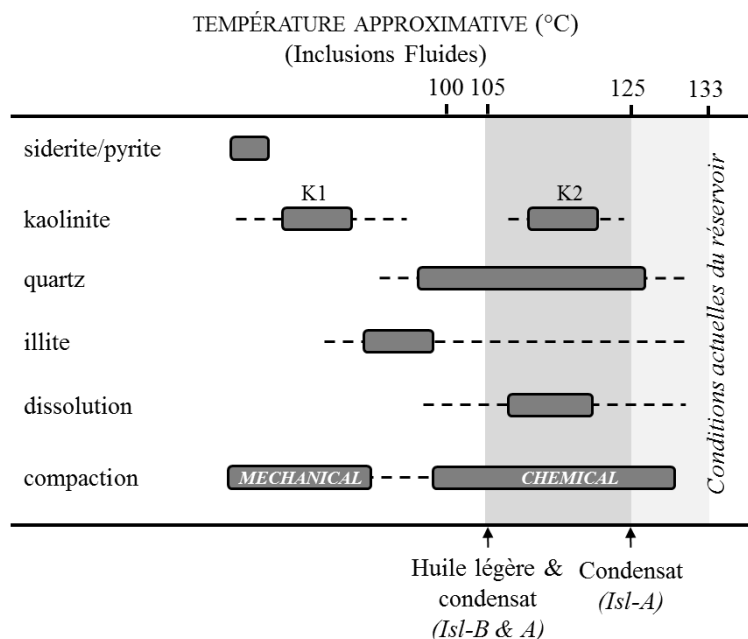 TEMPÉRATURE APPROXIMATIVE (°C)
(Inclusions Fluides)
100 105 125 133
siderite/pyrite
K1 K2
kaolinite
quartz
illite
dissolution
compaction MECHANICAL CHEMICAL
Conditions actuelles du réservoir
Huile légère &
condensat
(Isl-B & A)
Condensat
(Isl-A)